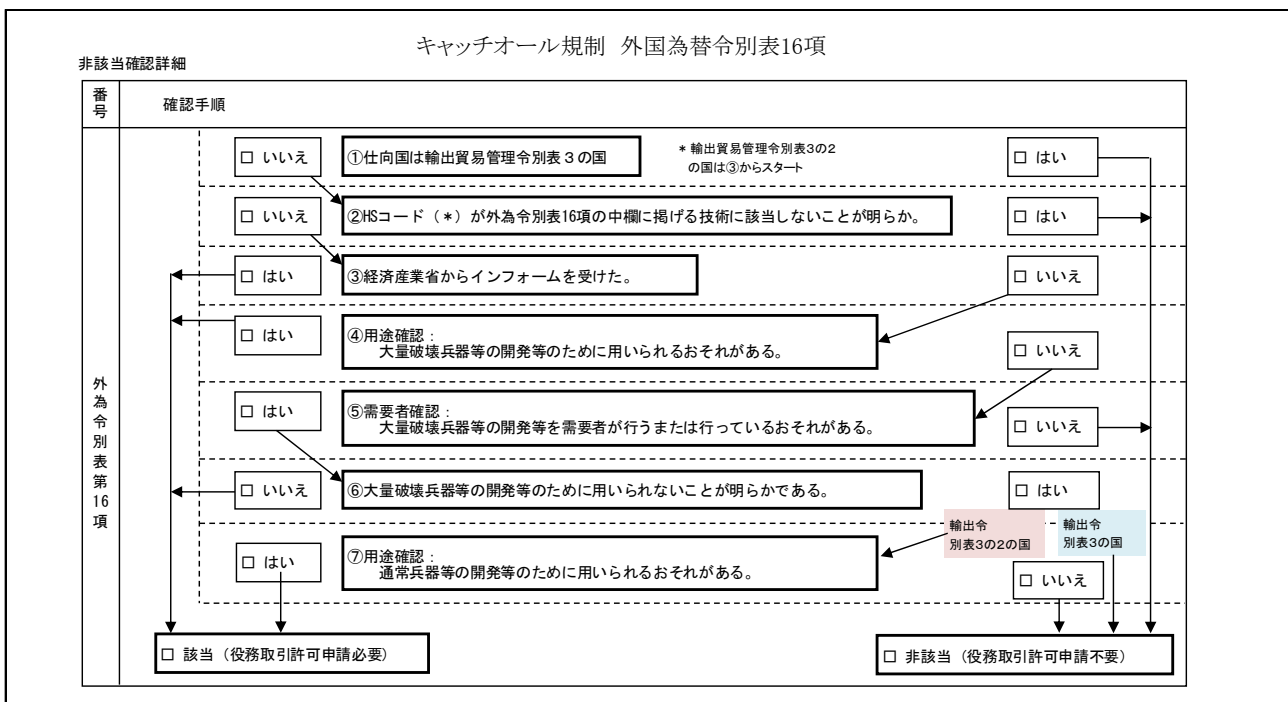 キャッチオール規制 外国為替令別表16項
非該当確認詳細
番号
確認手順
外為令別表第16項
□ いいえ
①仕向国は輸出貿易管理令別表3の国
* 輸出貿易管理令別表3の2
の国は③からスタート
□ はい
□ いいえ
②HSコード(*)が外為令別表16項の中欄に掲げる技術に該当しないことが明らか。
□ はい
□ はい
③経済産業省からインフォームを受けた。
□ いいえ
□ はい
④用途確認:
大量破壊兵器等の開発等のために用いられるおそれがある。
□ いいえ
□ はい
⑤需要者確認:
大量破壊兵器等の開発等を需要者が行うまたは行っているおそれがある。
□ いいえ
□ いいえ
⑥大量破壊兵器等の開発等のために用いられないことが明らかである。
□ はい
輸出令
別表3の2の国
輸出令
別表3の国
□ はい
⑦用途確認:
通常兵器等の開発等のために用いられるおそれがある。
□ いいえ
□ 該当(役務取引許可申請必要)
□ 非該当(役務取引許可申請不要)